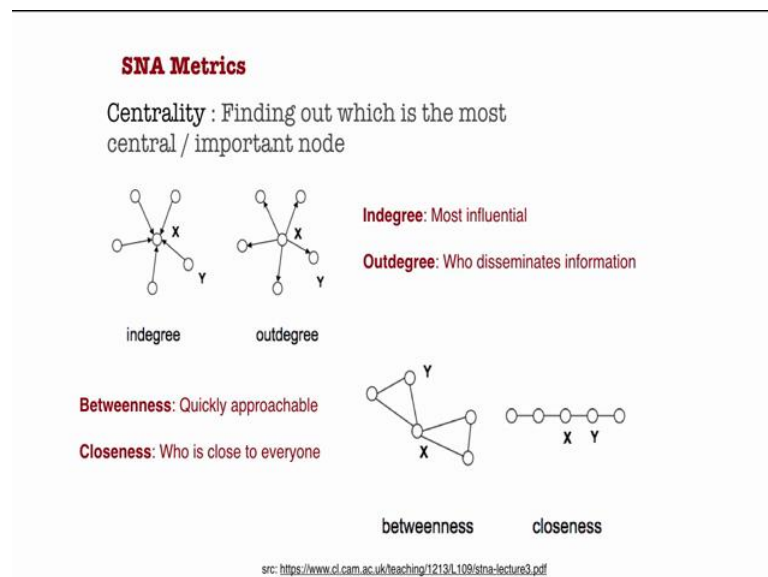 SNA Metrics
Centrality : Finding out which is the most
central / important node
X
Y
indegree
X
Y
outdegree
Indegree: Most influential
Outdegree: Who disseminates information
Betweenness: Quickly approachable
Closeness: Who is close to everyone
Y
X
betweenness
X Y
closeness
src: https://www.cl.cam.ac.uk/teaching/1213/L109/stna-lecture3.pdf